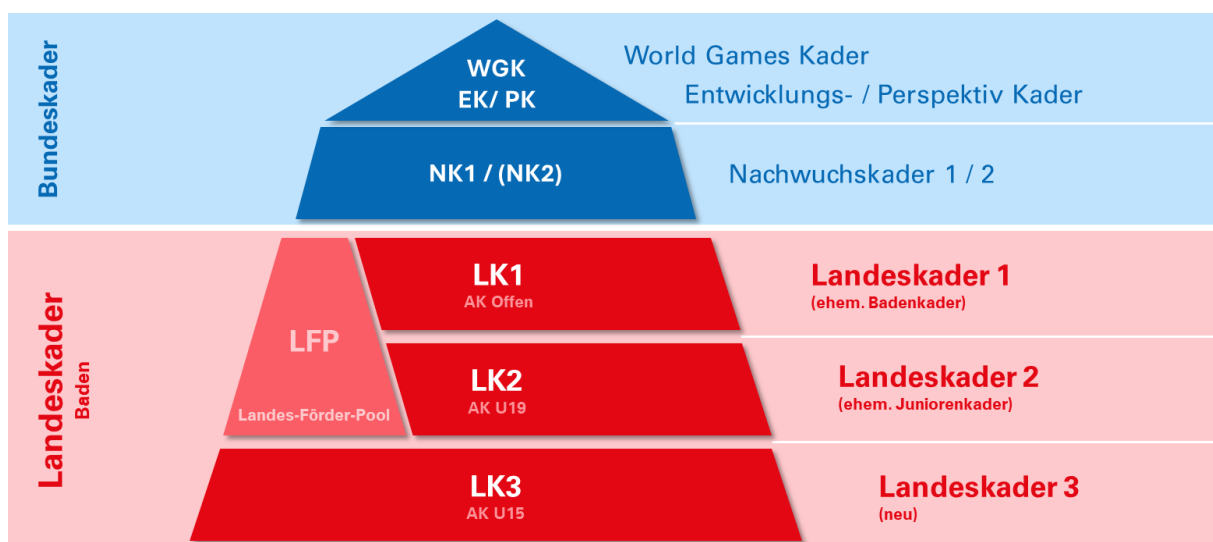 Bundeskader
WGK
EK/ PK
World Games Kader
Entwicklungs- / Perspektiv Kader
NK1 / (NK2)
Nachwuchskader 1 / 2
Landeskader
Baden
LFP
Landes-Förder-Pool
LK1
AK Offen
Landeskader 1
(ehem. Badenkader)
LK2
AK U19
Landeskader 2
(ehem. Juniorenkader)
LK3
AK U15
Landeskader 3
(neu)